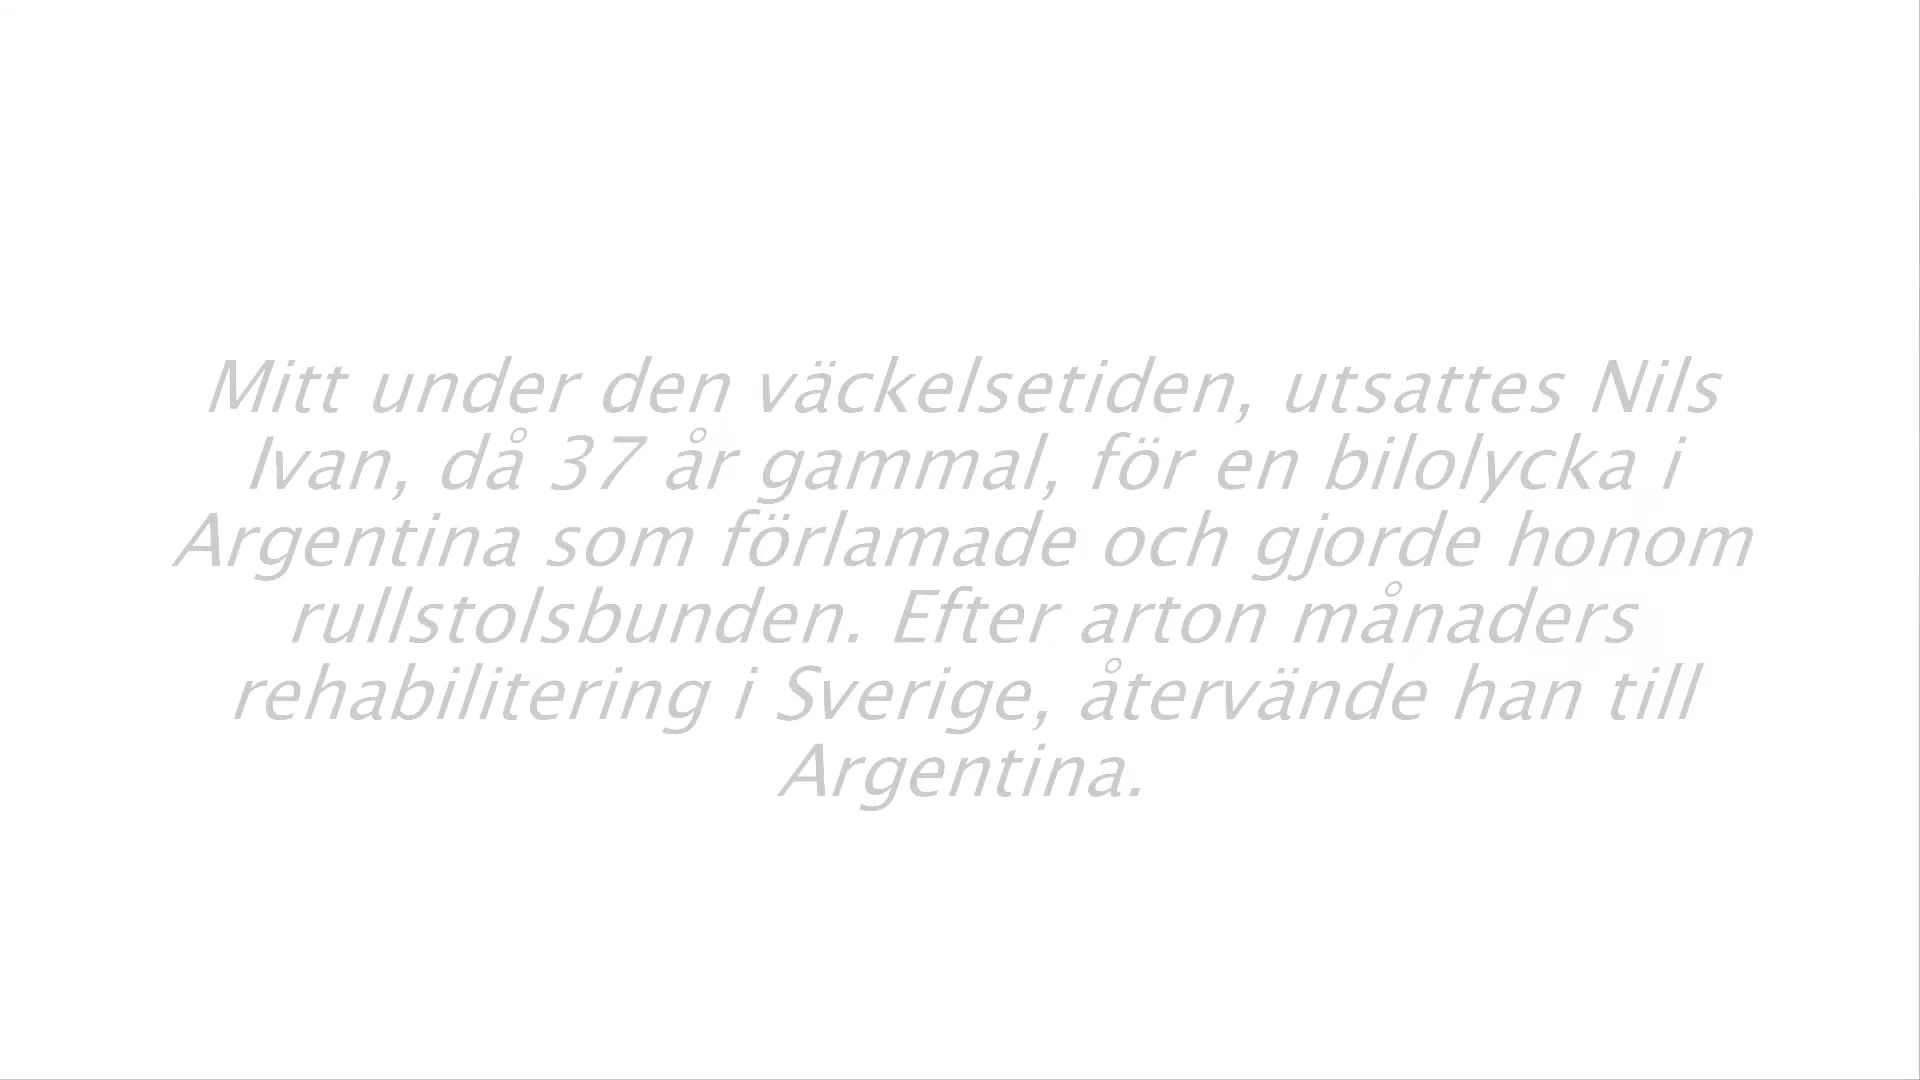 Mitt under den väckelsetiden, utsattes Nils
Ivan, då 37 år gammal, för en bilolycka i
Argentina som förlamade och gjorde honom
rullstolsbunden. Efter arton månaders
rehabilitering i Sverige, återvände han till
Argentina.